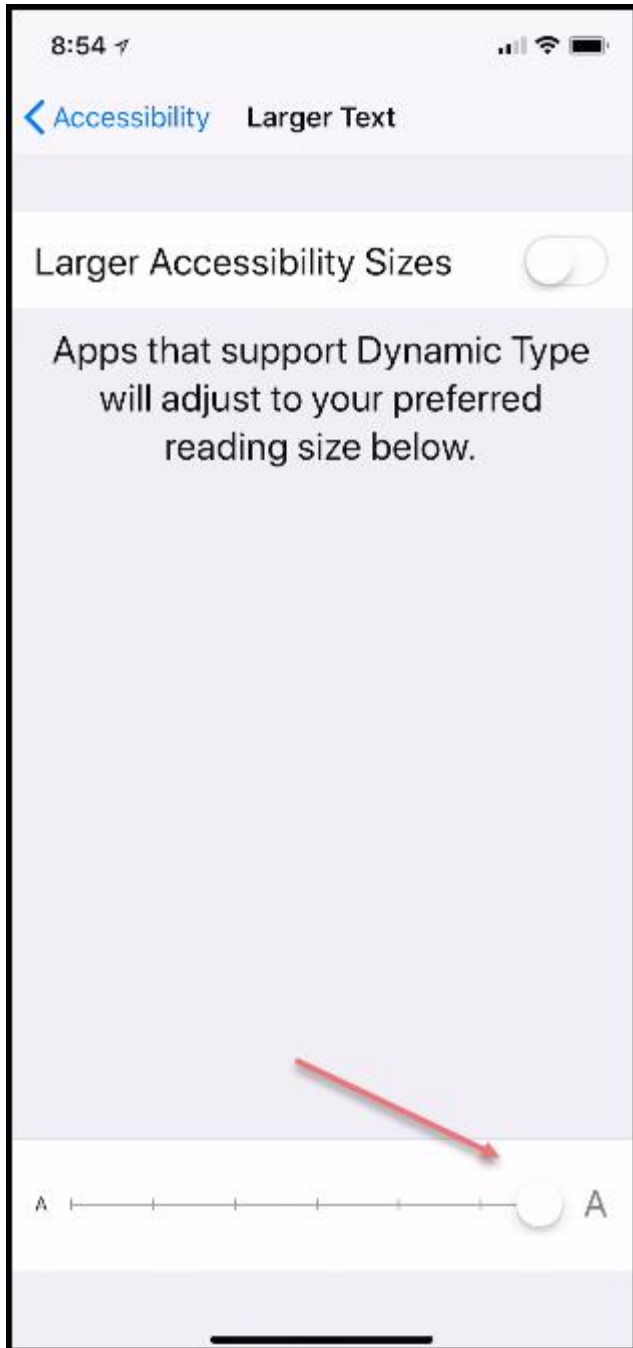 8:54
Accessibility Larger Text
Larger Accessibility Sizes
Apps that support Dynamic Type
will adjust to your preferred
reading size below.
A A